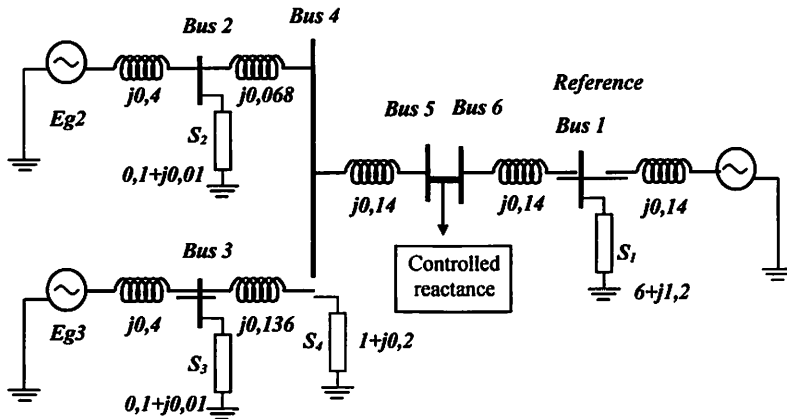 Bus 4
Bus 2
j0,4
j0,068
Reference
Eg2
Bus 5
Bus 6
Bus 1
S2
0,1+j0,01
j0,14
j0,14
j0,14
Bus 3
Controlled
reactance
S1
6+j1,2
Eg3
j0,4
j0,136
S4
1+j0,2
S3
0,1+j0,01